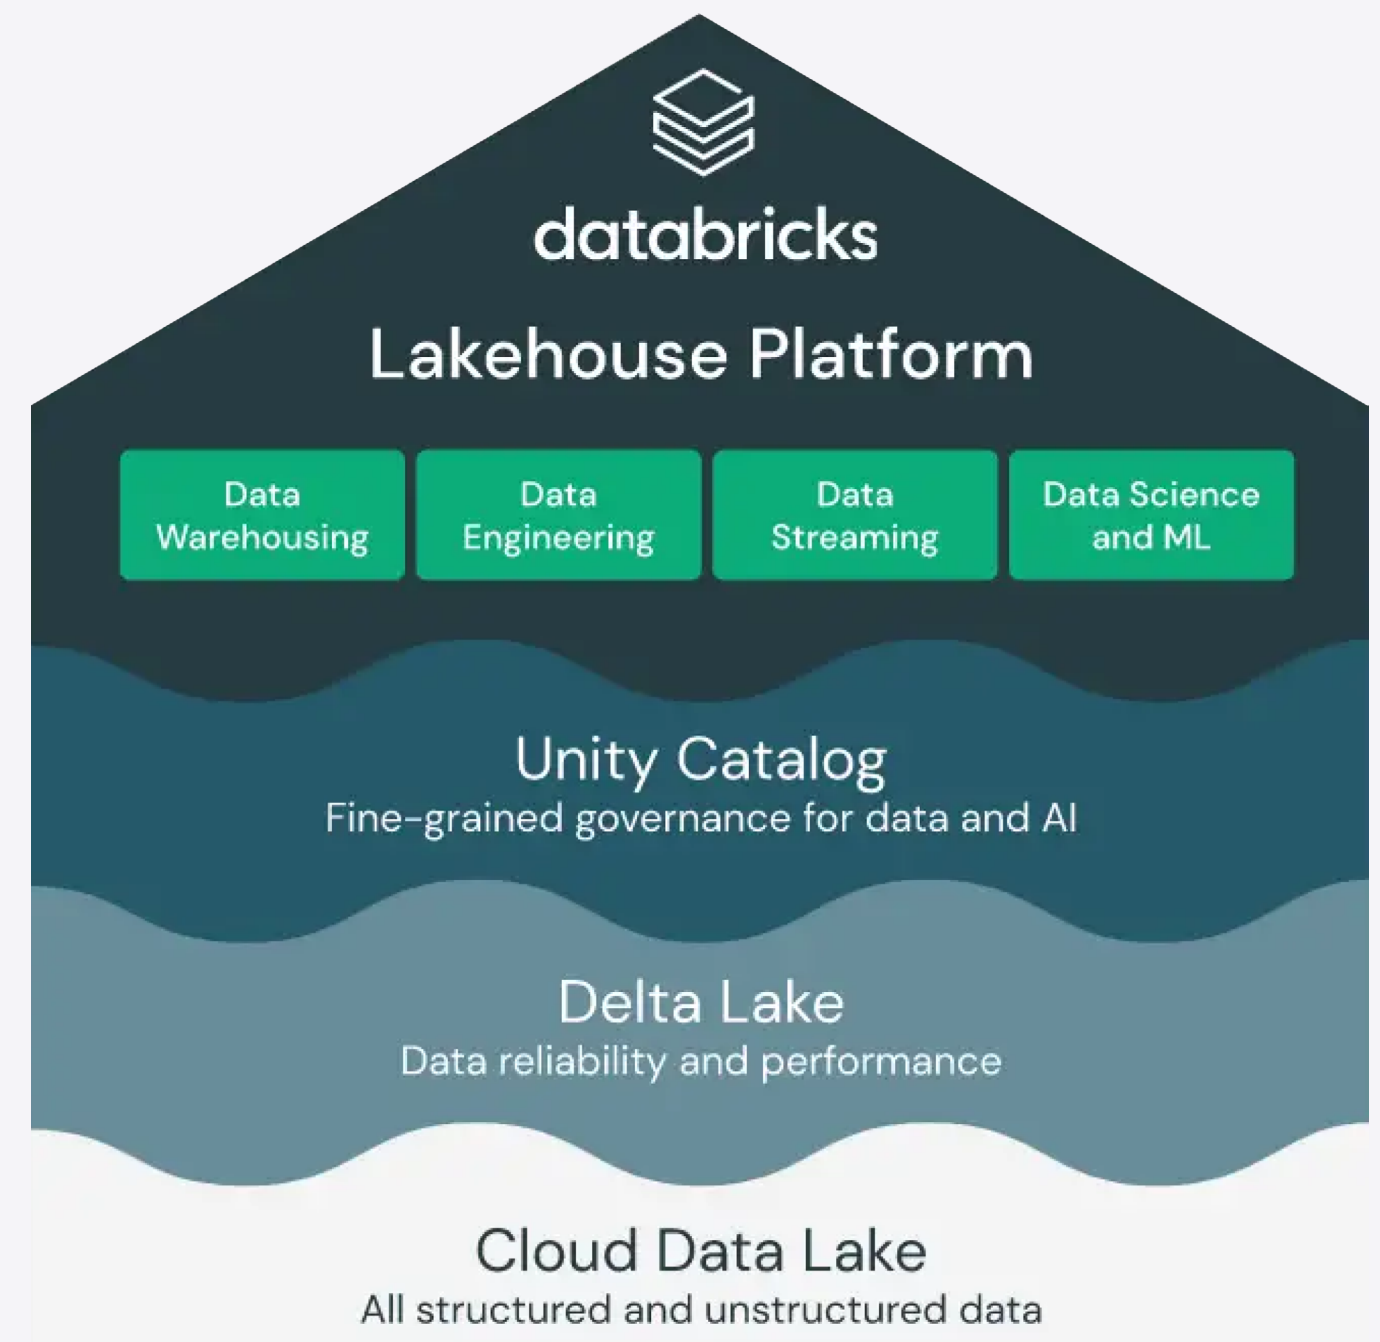 databricks
Lakehouse Platform
Data
Warehousing
Data
Engineering
Data
Streaming
Data Science
and ML
Unity Catalog
Fine-grained governance for data and AI
Delta Lake
Data reliability and performance
Cloud Data Lake
All structured and unstructured data